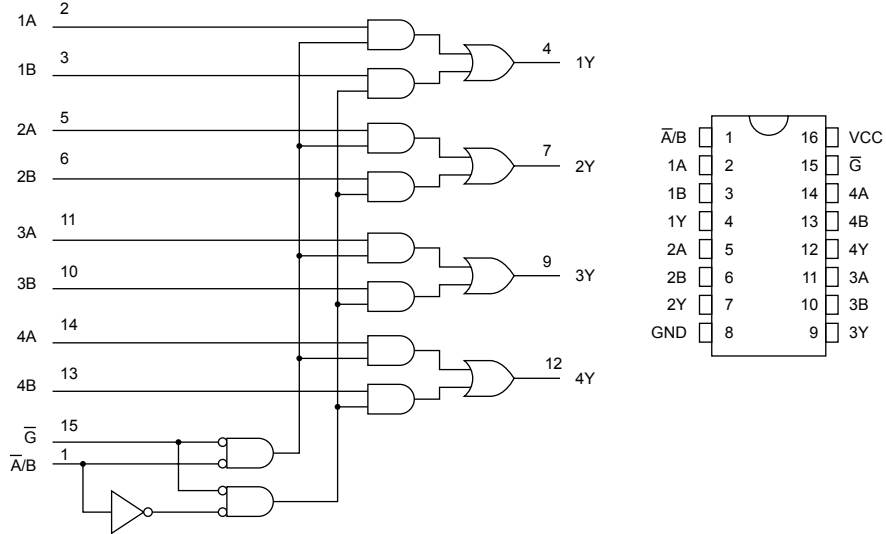 1A 2
4 1Y
1B 3
2A 5
7 2Y
2B 6
3A 11
9 3Y
3B 10
4A 14
12 4Y
4B 13
G̅ 15
A̅/B 1
A̅/B 1 16 VCC
1A 2 15 G̅
1B 3 14 4A
1Y 4 13 4B
2A 5 12 4Y
2B 6 11 3A
2Y 7 10 3B
GND 8 9 3Y